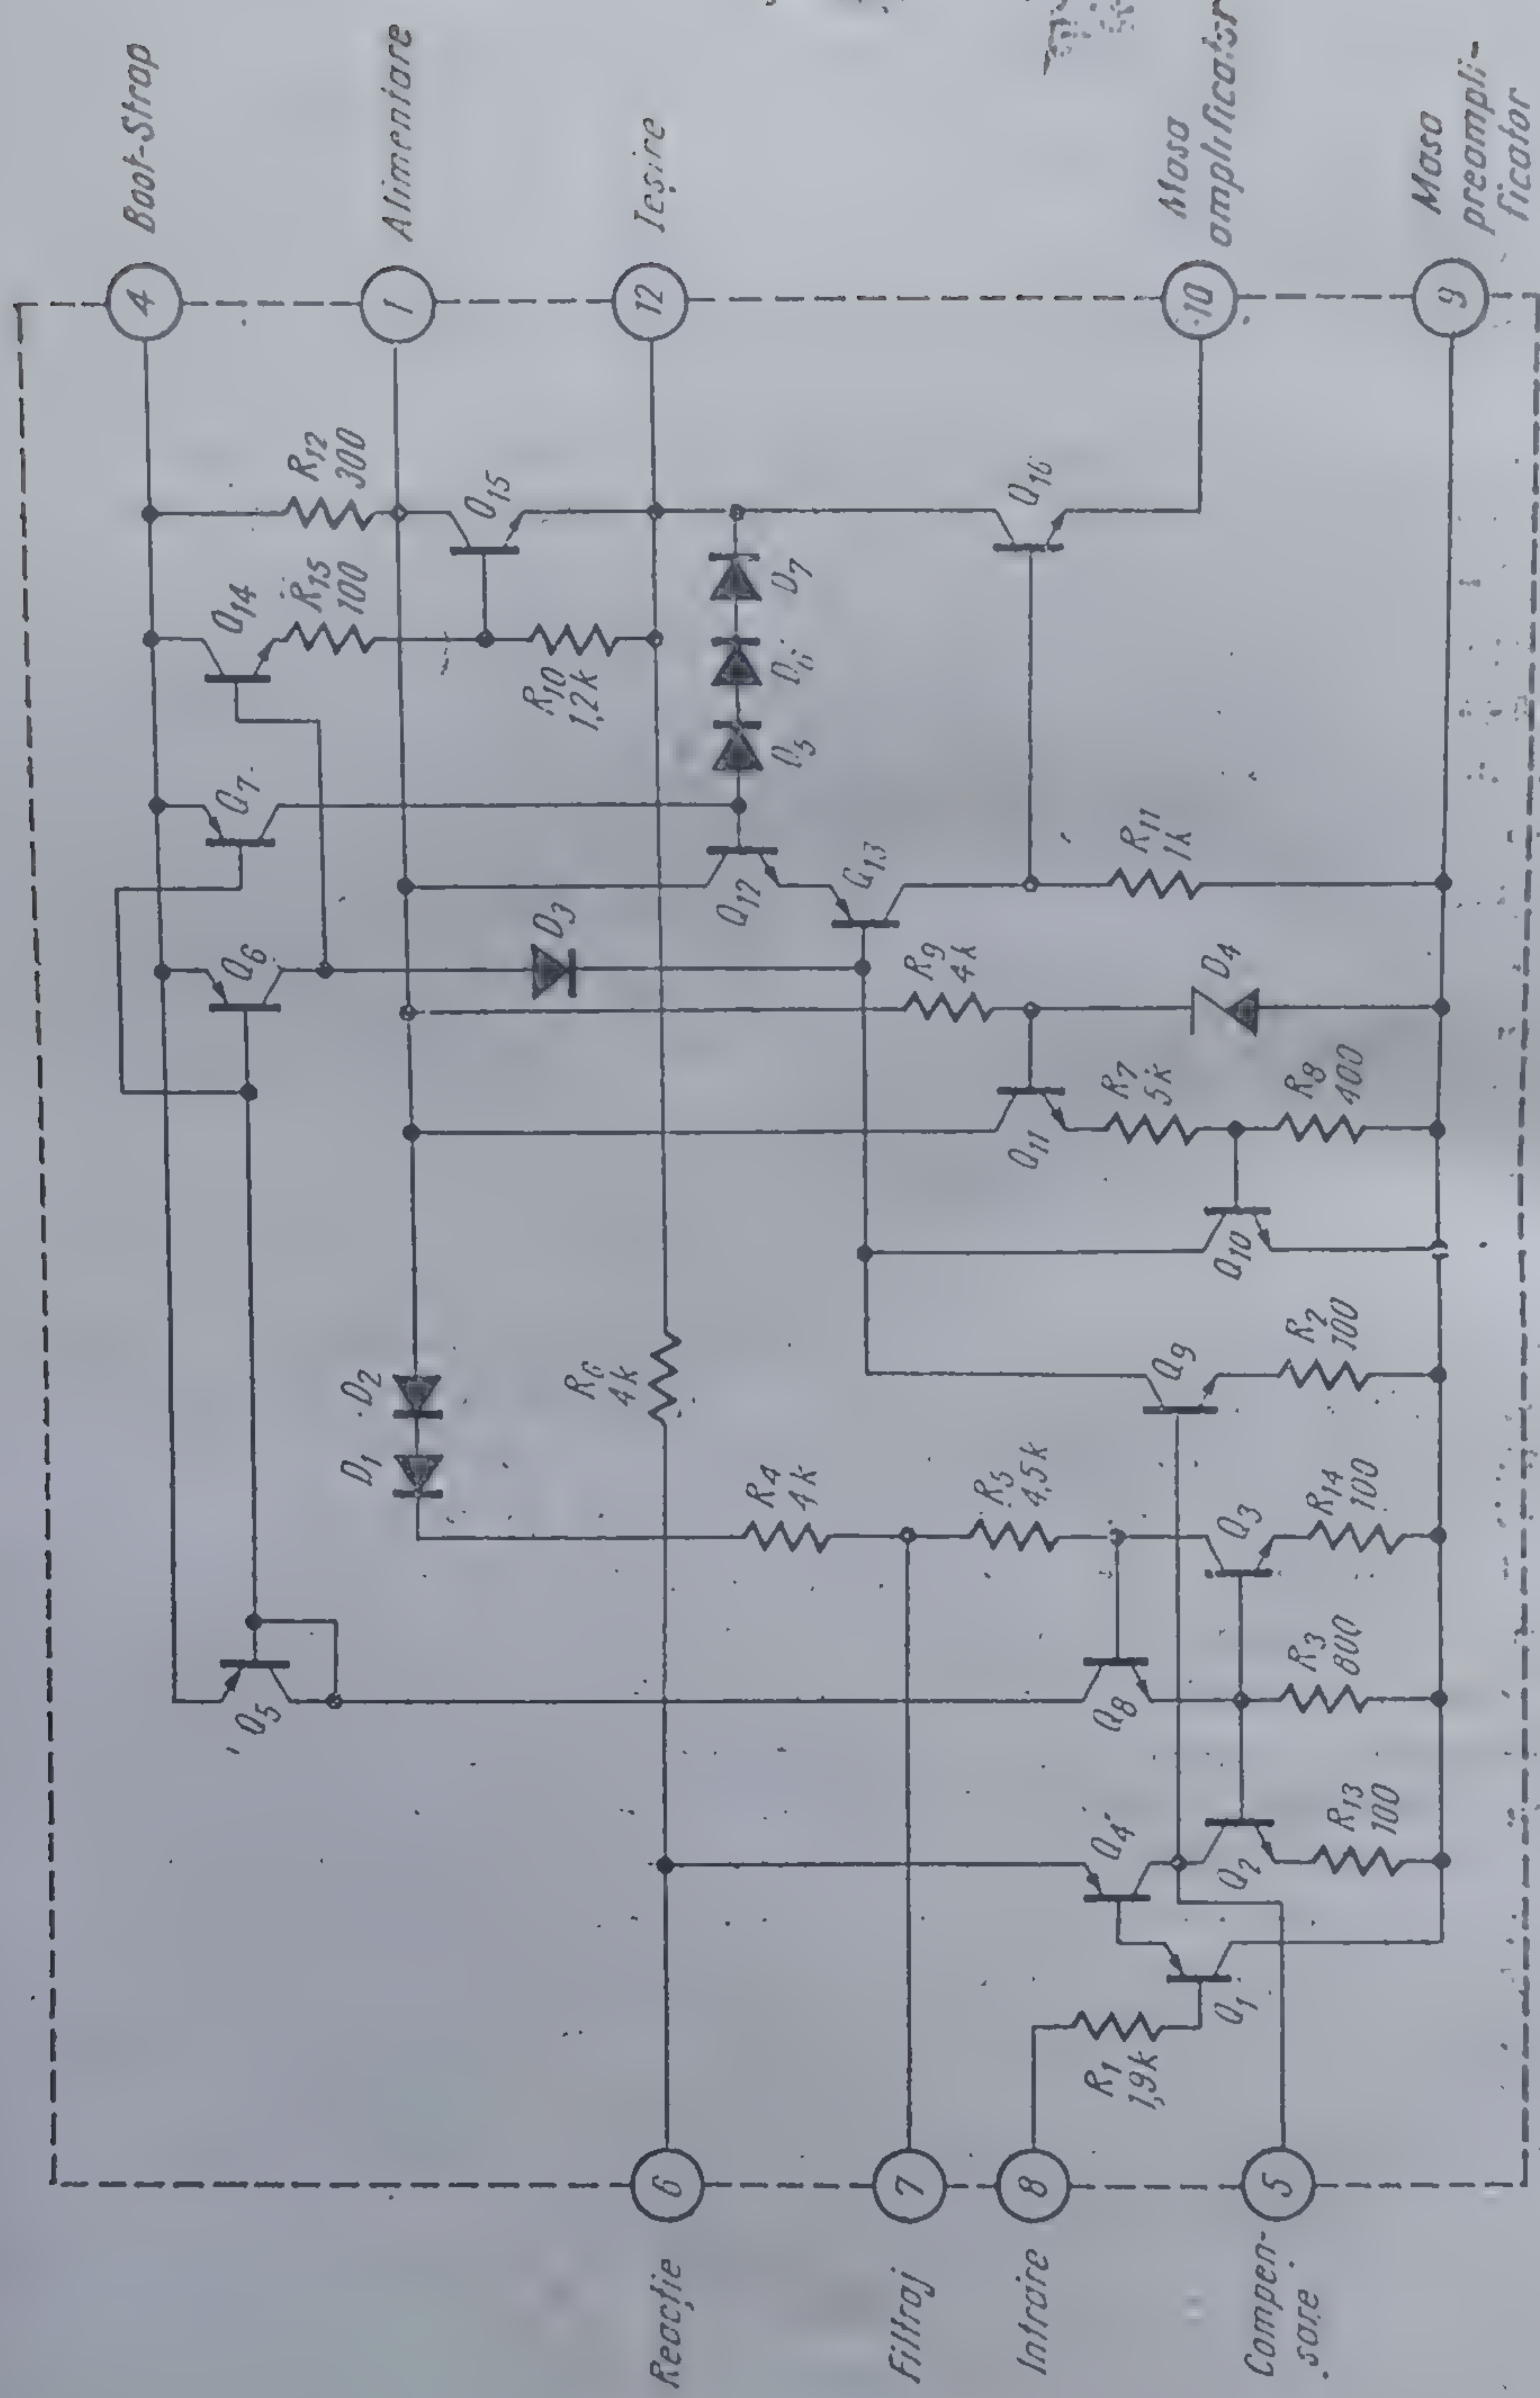 4 Boot-Strap
1 Alimentare
12 Ieşire
10 Masa
amplificator
9 Masa
preampli-
ficator
6 Reacţie
7 Filtraj
8 Intrare
5 Compen-
sare
Q5
Q6
Q7
Q14
R15
100
R12
300
D1
D2
D3
Q15
R10
1,2k
R6
4k
D5
D6
D7
Q12
Q13
R4
4k
R5
4,5k
R9
4k
Q11
R7
5k
D4
R11
1k
Q16
R1
1,9k
Q1
Q4
Q2
R13
100
Q8
R3
800
Q3
R14
100
Q9
R2
100
Q10
R8
400